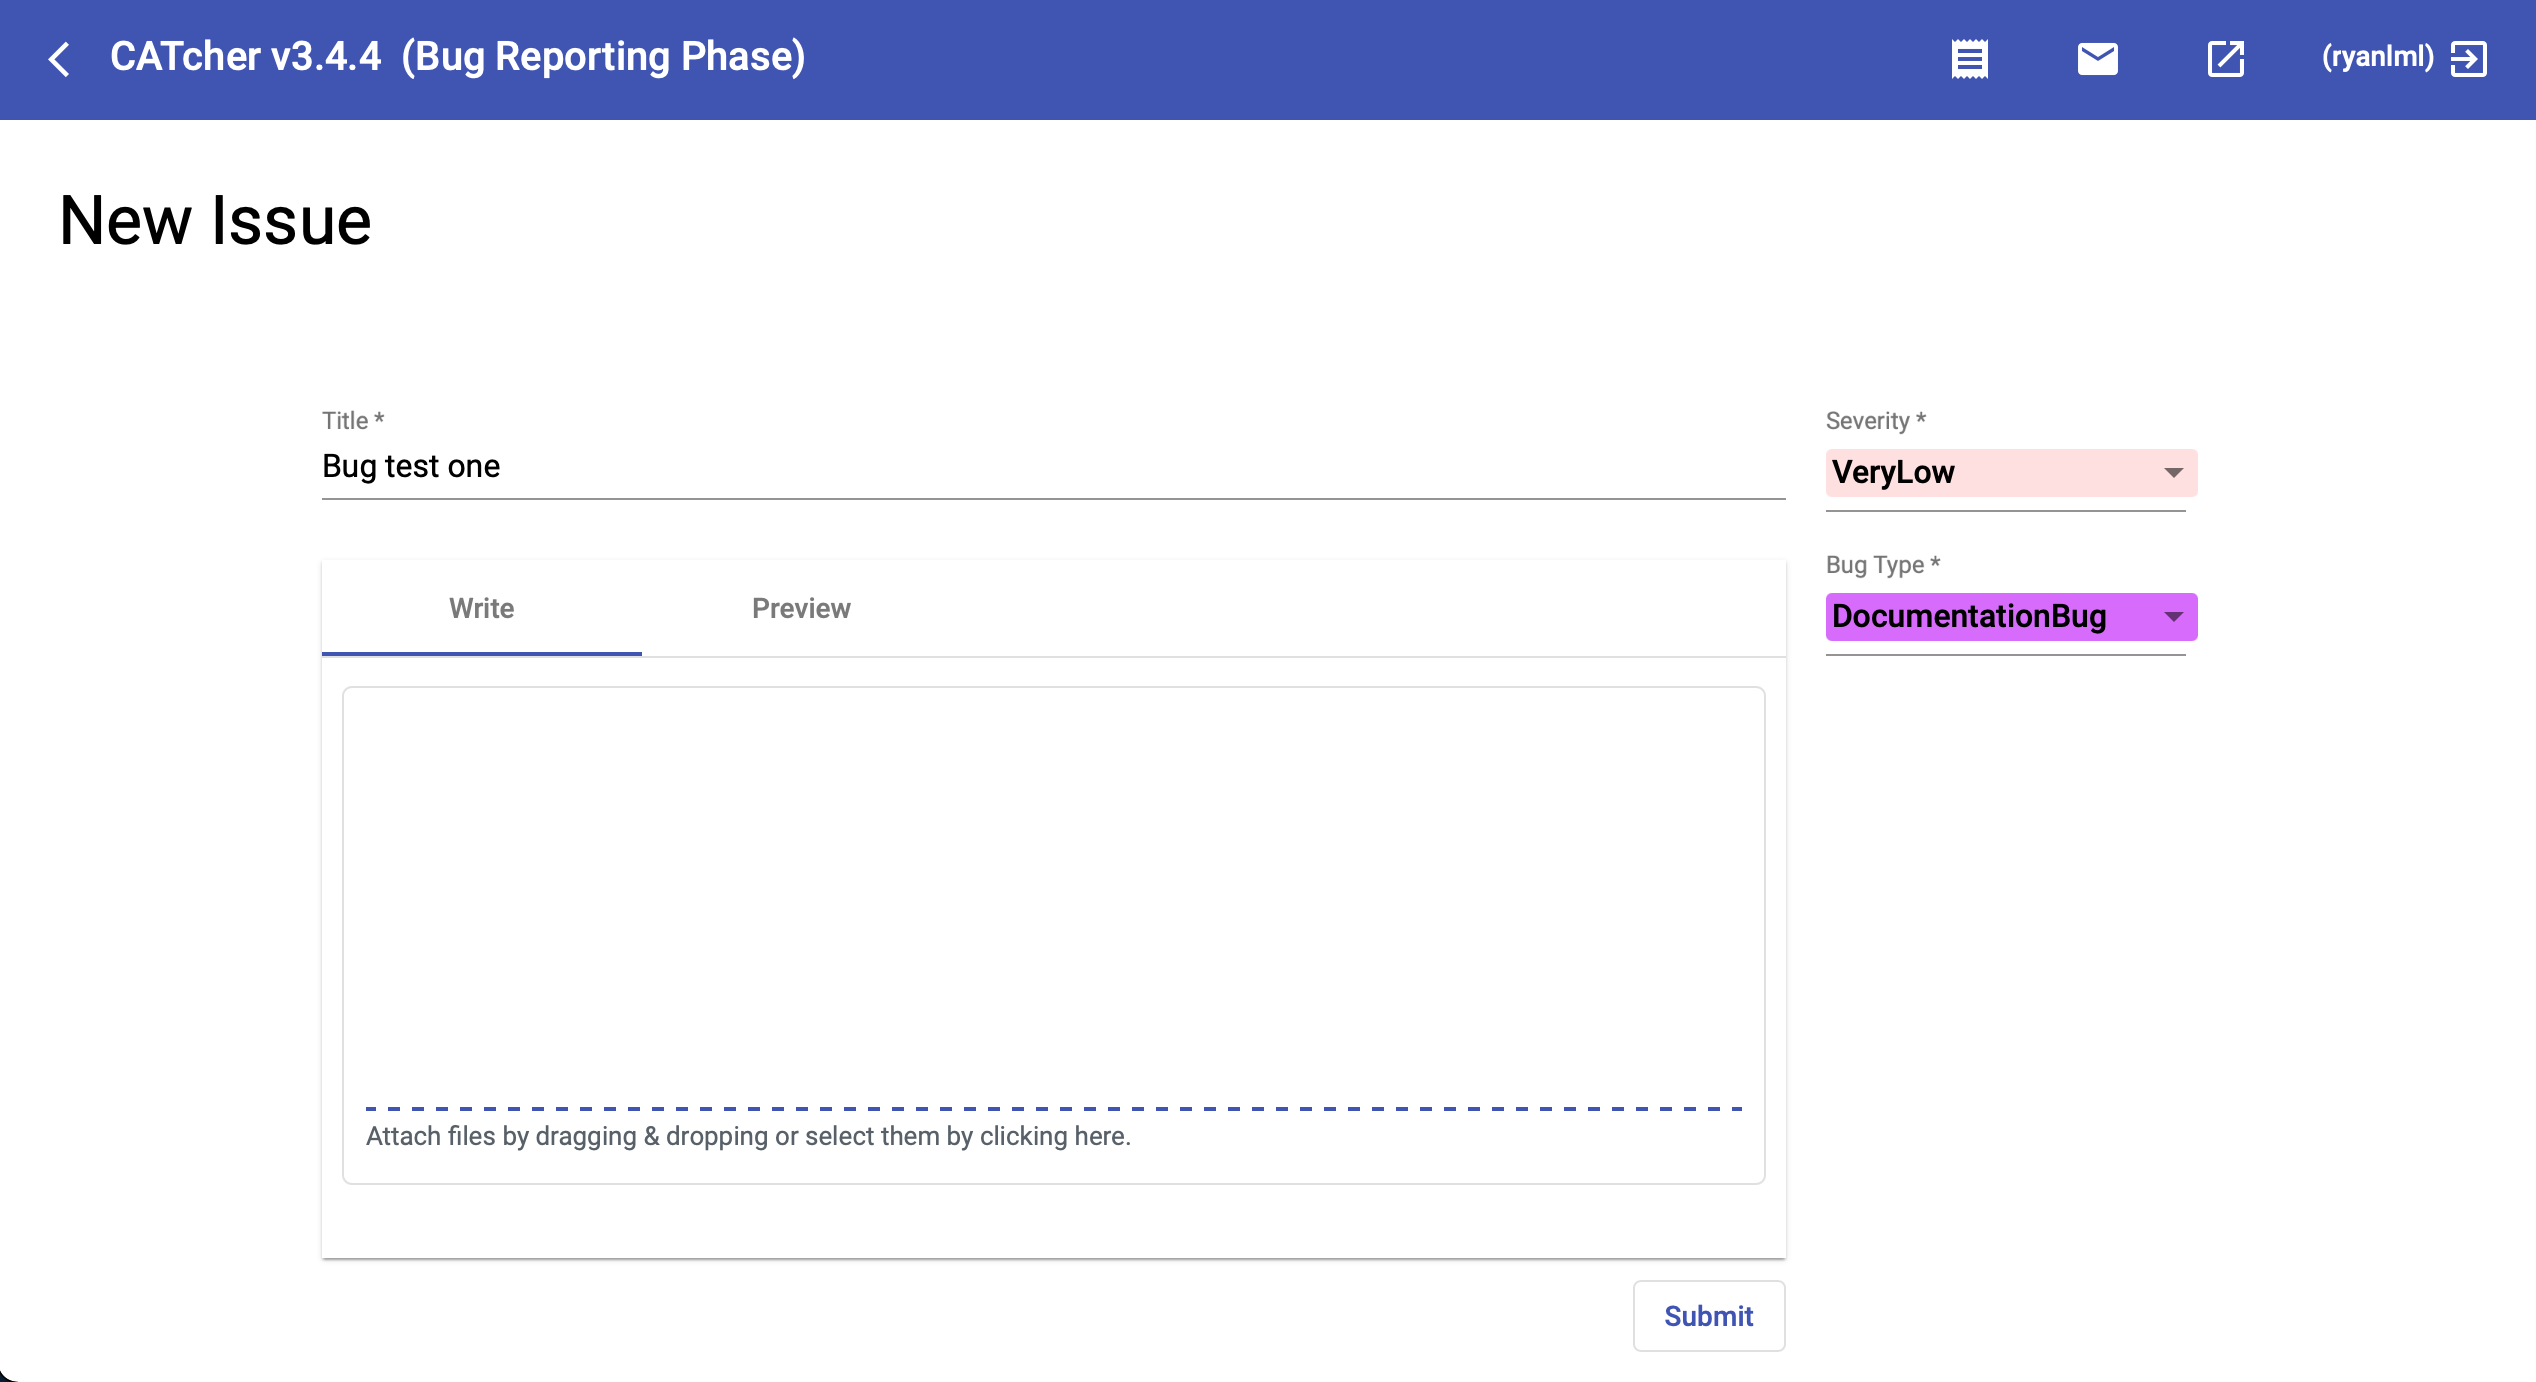 CATcher v3.4.4 (Bug Reporting Phase)
(ryanlml)
New Issue
Title *
Bug test one
Severity *
VeryLow
Bug Type *
DocumentationBug
Write
Preview
Attach files by dragging & dropping or select them by clicking here.
Submit